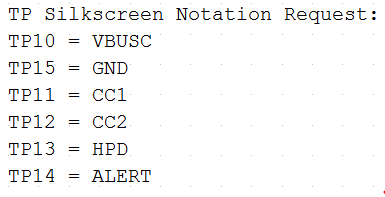 TP Silkscreen Notation Request:
TP10 = VBUSC
TP15 = GND
TP11 = CC1
TP12 = CC2
TP13 = HPD
TP14 = ALERT